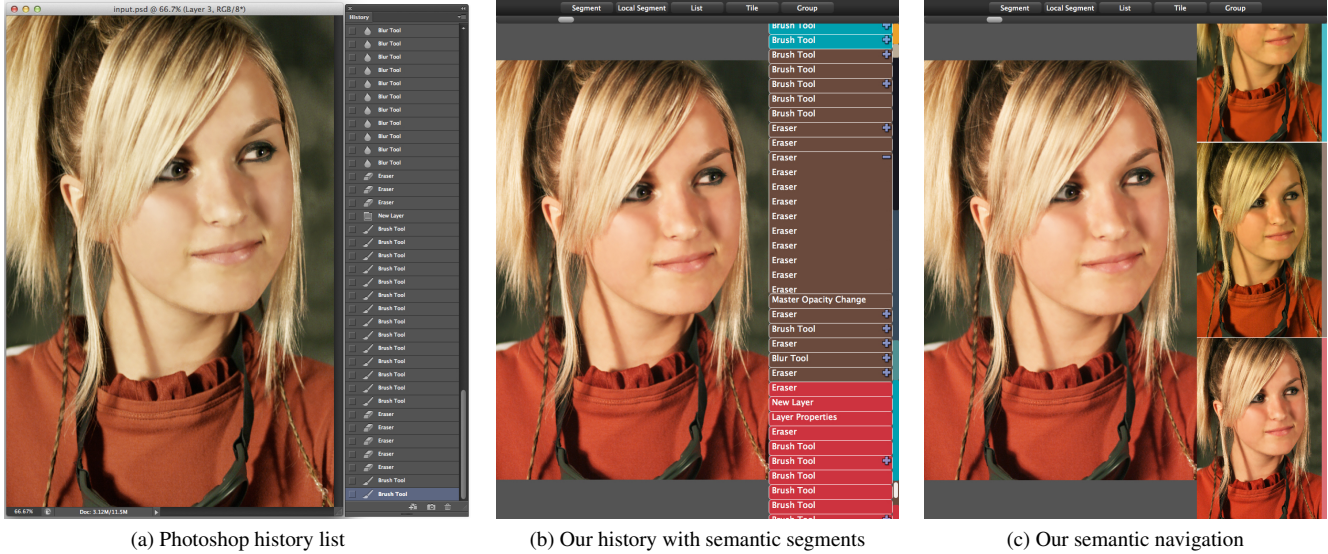 input.psd @ 66.7% (Layer 3, RGB/8*)
History
Blur Tool
Blur Tool
Blur Tool
Blur Tool
Blur Tool
Blur Tool
Blur Tool
Blur Tool
Blur Tool
Blur Tool
Blur Tool
Eraser
Eraser
Eraser
New Layer
Brush Tool
Brush Tool
Brush Tool
Brush Tool
Brush Tool
Brush Tool
Brush Tool
Brush Tool
Brush Tool
Brush Tool
Brush Tool
Brush Tool
Brush Tool
Brush Tool
Eraser
Eraser
Eraser
Eraser
Eraser
Brush Tool
Brush Tool
66.67% Doc: 3.12M/11.5M
(a) Photoshop history list
Segment Local Segment List Tile Group
Brush Tool
Brush Tool
Brush Tool
Brush Tool
Brush Tool
Brush Tool
Brush Tool
Eraser
Eraser
Eraser
Eraser
Eraser
Eraser
Eraser
Eraser
Eraser
Eraser
Eraser
Eraser
Master Opacity Change
Eraser
Brush Tool
Eraser
Blur Tool
Eraser
Eraser
New Layer
Layer Properties
Eraser
Brush Tool
Brush Tool
Brush Tool
Brush Tool
Brush Tool
Brush Tool
(b) Our history with semantic segments
Segment Local Segment List Tile Group
(c) Our semantic navigation